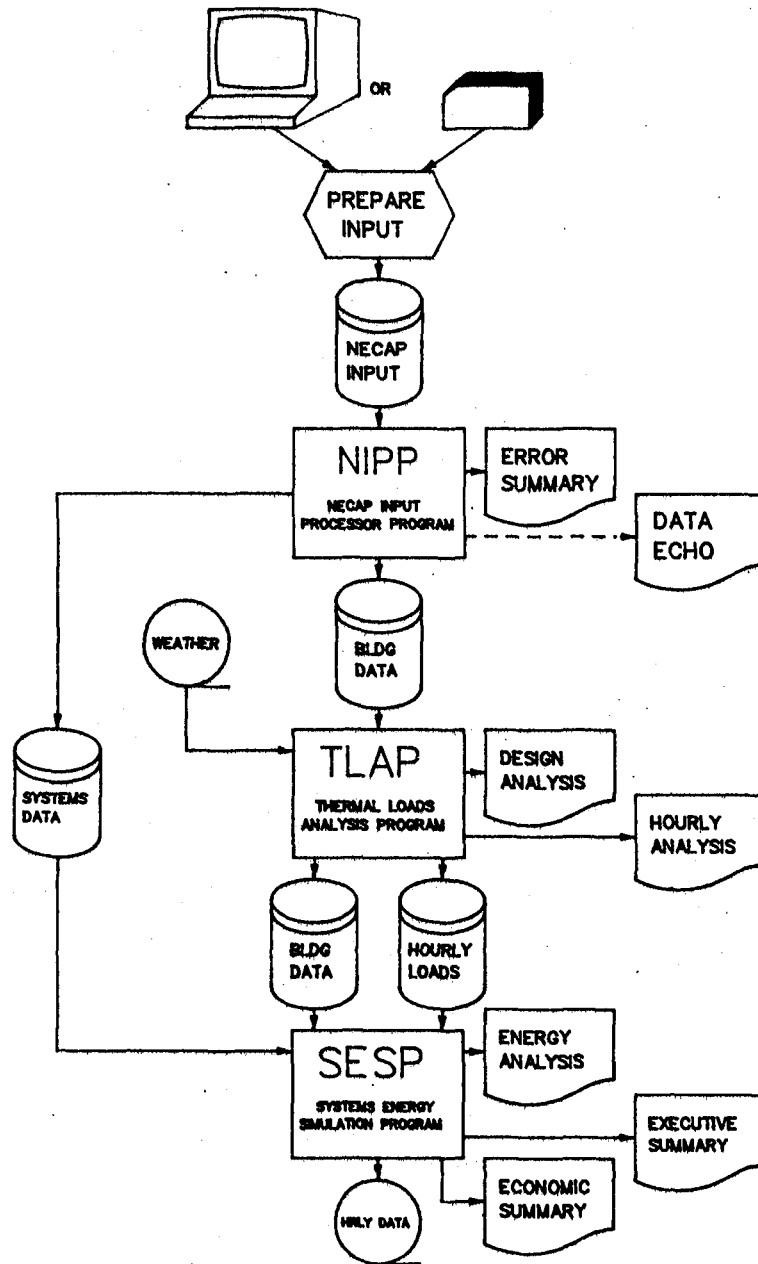 OR
PREPARE
INPUT
NECAP
INPUT
NIPP
NECAP INPUT
PROCESSOR PROGRAM
ERROR
SUMMARY
DATA
ECHO
WEATHER
BLDG
DATA
SYSTEMS
DATA
TLAP
THERMAL LOADS
ANALYSIS PROGRAM
DESIGN
ANALYSIS
HOURLY
ANALYSIS
BLDG
DATA
HOURLY
LOADS
SESP
SYSTEMS ENERGY
SIMULATION PROGRAM
ENERGY
ANALYSIS
EXECUTIVE
SUMMARY
ECONOMIC
SUMMARY
HRLY DATA